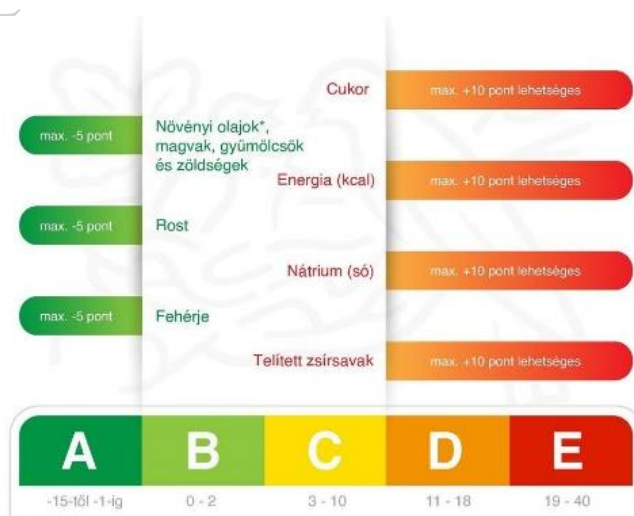 Cukor
max. +10 pont lehetséges
max. -5 pont
Növényi olajok*,
magvak, gyümölcsök
és zöldségek
Energia (kcal)
max. +10 pont lehetséges
max. -5 pont
Rost
Nátrium (só)
max. +10 pont lehetséges
max. -5 pont
Fehérje
Telített zsírsavak
max. +10 pont lehetséges
A B C D E
-15-től -1-ig 0 - 2 3 - 10 11 - 18 19 - 40